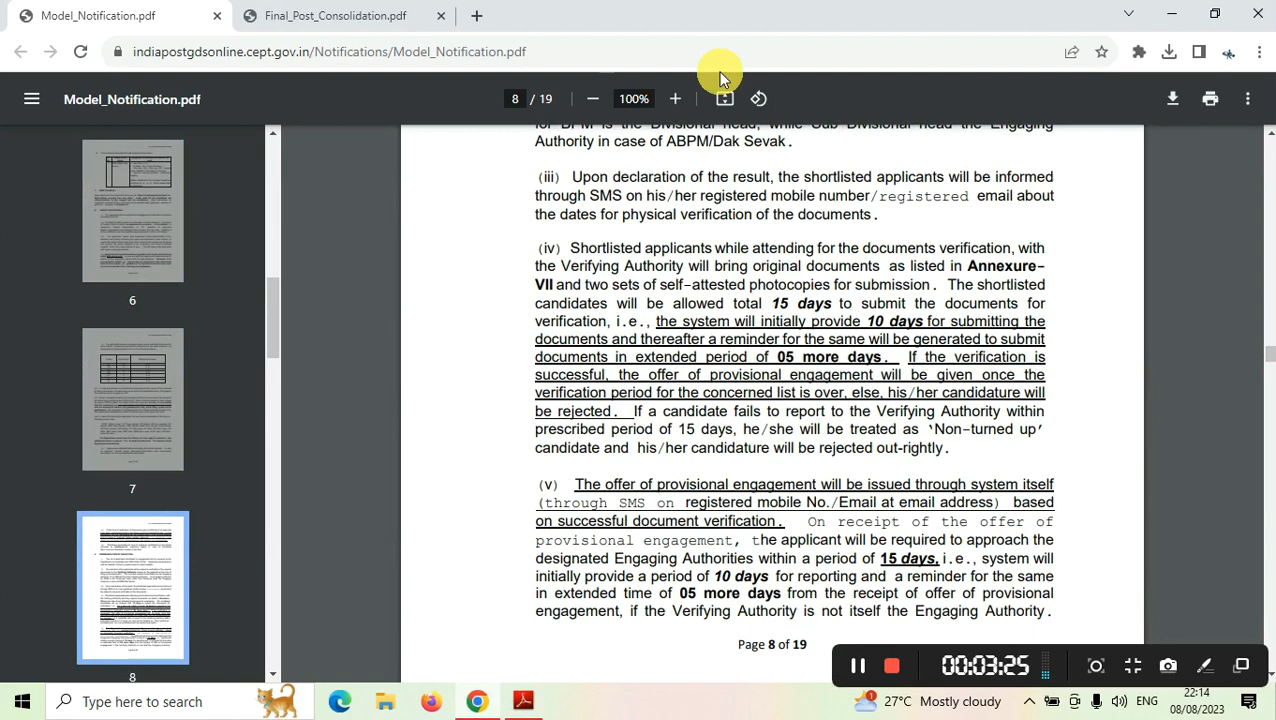 Model_Notification.pdf
Final_Post_Consolidation.pdf
indiapostgdsonline.cept.gov.in/Notifications/Model_Notification.pdf
Model_Notification.pdf
8 / 19
100%
Authority in case of ABPM/Dak Sevak.
(iii) Upon declaration of the result, the shortlisted applicants will be informed
through SMS on his/her registered mobile number/registered email about
the dates for physical verification of the documents.
(iv) Shortlisted applicants while attending for the documents verification, with
the Verifying Authority will bring original documents as listed in Annexure-
VII and two sets of self-attested photocopies for submission. The shortlisted
candidates will be allowed total 15 days to submit the documents for
verification, i.e., the system will initially provide 10 days for submitting the
documents and thereafter a reminder for the same will be generated to submit
documents in extended period of 05 more days. If the verification is
successful, the offer of provisional engagement will be given once the
verification period for the concerned list is over else, his/her candidature will
be rejected. If a candidate fails to report to the Verifying Authority within
prescribed period of 15 days, he/she will be treated as 'Non-turned up'
candidate and his/her candidature will be rejected out-rightly.
(v) The offer of provisional engagement will be issued through system itself
(through SMS on registered mobile No./Email at email address) based
on successful document verification. On receipt of the offer of
provisional engagement, the applicant will be required to approach the
designated Engaging Authorities within a period of 15 days, i.e., system will
initially provide a period of 10 days for reporting and a reminder for the same
in extended time of 05 more days from the receipt of offer of provisional
engagement, if the Verifying Authority is not itself the Engaging Authority.
Page 8 of 19
6
7
8
00:03:25
Type here to search
1
27°C Mostly cloudy
ENG
22:14
08/08/2023